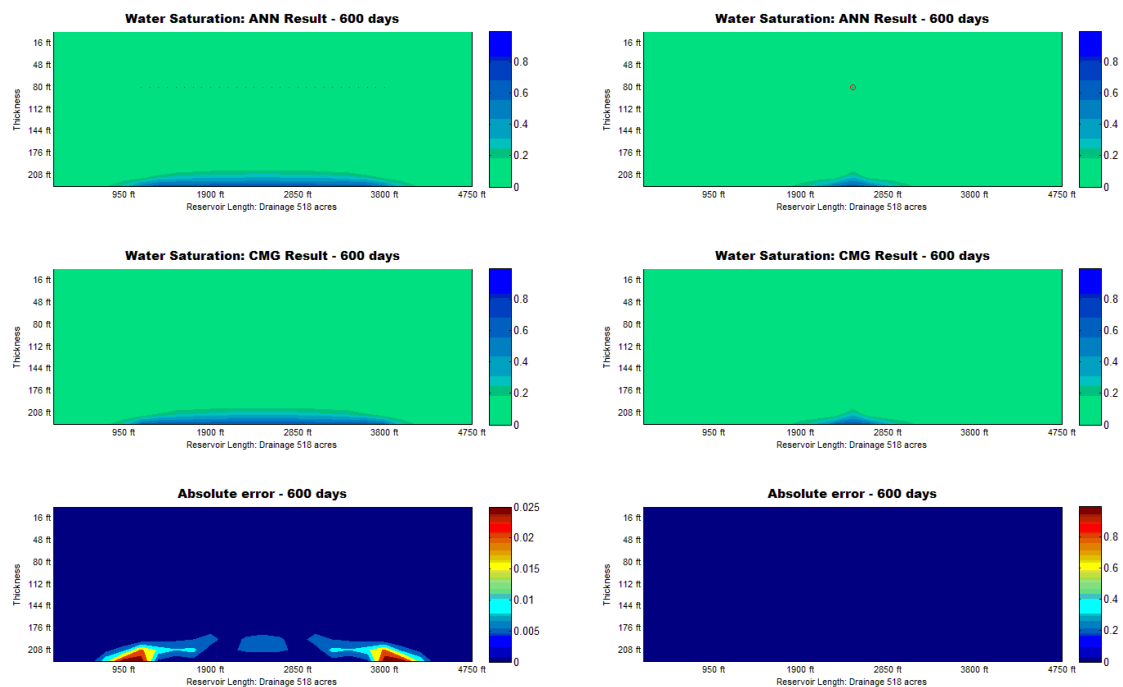 Water Saturation: ANN Result - 600 days
Thickness
16 ft
48 ft
80 ft
112 ft
144 ft
176 ft
208 ft
950 ft 1900 ft 2850 ft 3800 ft 4750 ft
Reservoir Length: Drainage 518 acres
0.8
0.6
0.4
0.2
0
Water Saturation: ANN Result - 600 days
Thickness
16 ft
48 ft
80 ft
112 ft
144 ft
176 ft
208 ft
950 ft 1900 ft 2850 ft 3800 ft 4750 ft
Reservoir Length: Drainage 518 acres
0.8
0.6
0.4
0.2
0
Water Saturation: CMG Result - 600 days
Thickness
16 ft
48 ft
80 ft
112 ft
144 ft
176 ft
208 ft
950 ft 1900 ft 2850 ft 3800 ft 4750 ft
Reservoir Length: Drainage 518 acres
0.8
0.6
0.4
0.2
0
Water Saturation: CMG Result - 600 days
Thickness
16 ft
48 ft
80 ft
112 ft
144 ft
176 ft
208 ft
950 ft 1900 ft 2850 ft 3800 ft 4750 ft
Reservoir Length: Drainage 518 acres
0.8
0.6
0.4
0.2
0
Absolute error - 600 days
Thickness
16 ft
48 ft
80 ft
112 ft
144 ft
176 ft
208 ft
950 ft 1900 ft 2850 ft 3800 ft 4750 ft
Reservoir Length: Drainage 518 acres
0.025
0.02
0.015
0.01
0.005
0
Absolute error - 600 days
Thickness
16 ft
48 ft
80 ft
112 ft
144 ft
176 ft
208 ft
950 ft 1900 ft 2850 ft 3800 ft 4750 ft
Reservoir Length: Drainage 518 acres
0.8
0.6
0.4
0.2
0